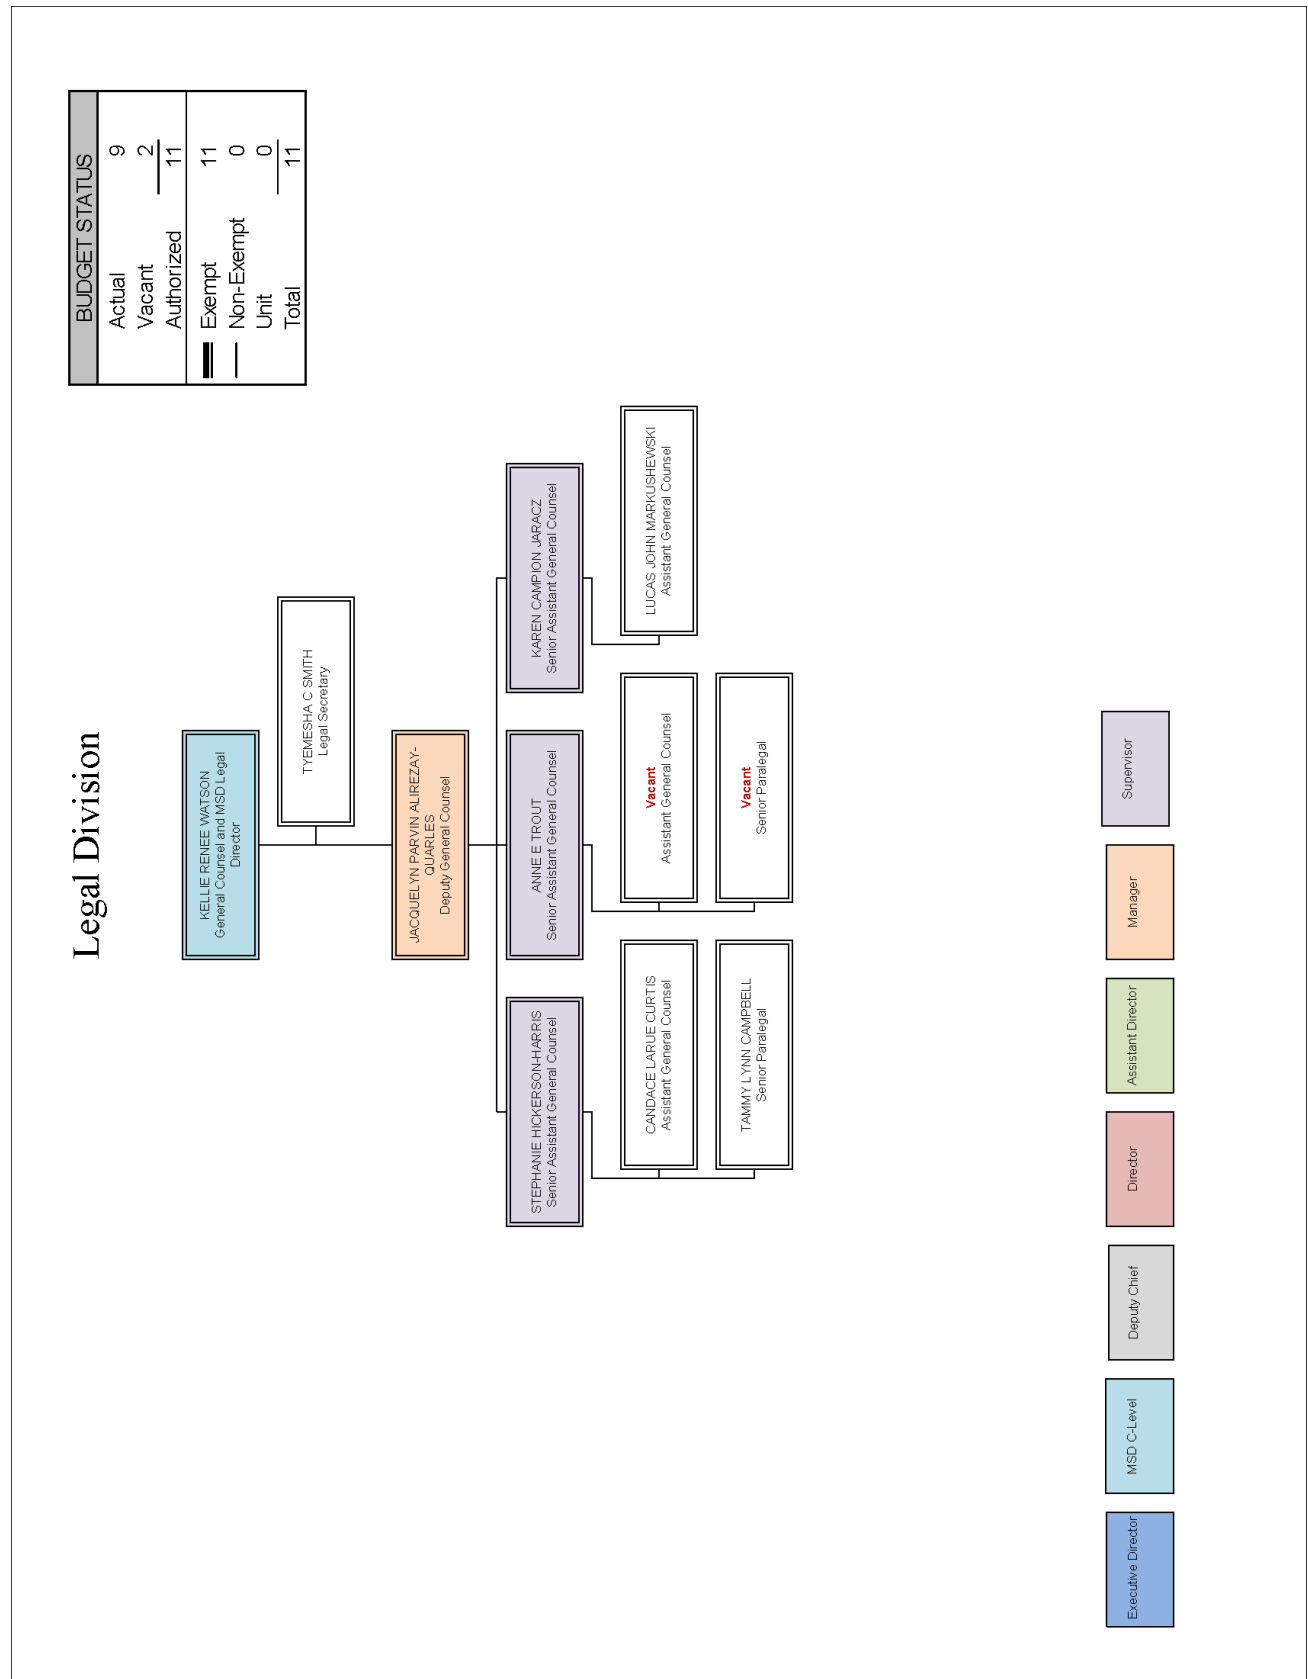 Legal Division
BUDGET STATUS
Actual 9
Vacant 2
Authorized 11
Exempt 11
Non-Exempt 0
Unit 0
Total 11
KELLIE RENEE WATSON
General Counsel and MSD Legal
Director
TYEMESHA C SMITH
Legal Secretary
JACQUELYN PARVIN ALIREZAY-
QUARLES
Deputy General Counsel
STEPHANIE HICKERSON-HARRIS
Senior Assistant General Counsel
ANNE E TROUT
Senior Assistant General Counsel
KAREN CAMPION JARACZ
Senior Assistant General Counsel
CANDACE LARUE CURTIS
Assistant General Counsel
Vacant
Assistant General Counsel
LUCAS JOHN MARKUSHEWSKI
Assistant General Counsel
TAMMY LYNN CAMPBELL
Senior Paralegal
Vacant
Senior Paralegal
Executive Director
MSD C-Level
Deputy Chief
Director
Assistant Director
Manager
Supervisor